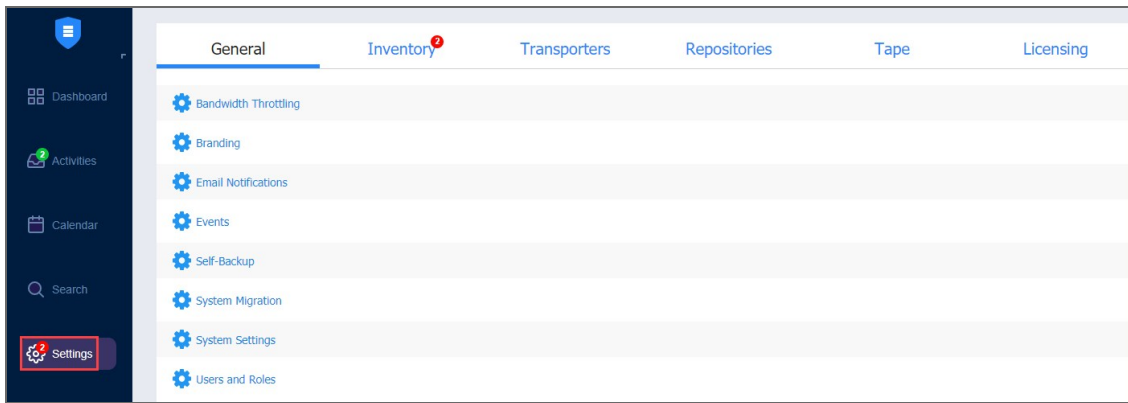 General Inventory 2 Transporters Repositories Tape Licensing
Dashboard
2
Activities
Calendar
Search
2
Settings
Bandwidth Throttling
Branding
Email Notifications
Events
Self-Backup
System Migration
System Settings
Users and Roles